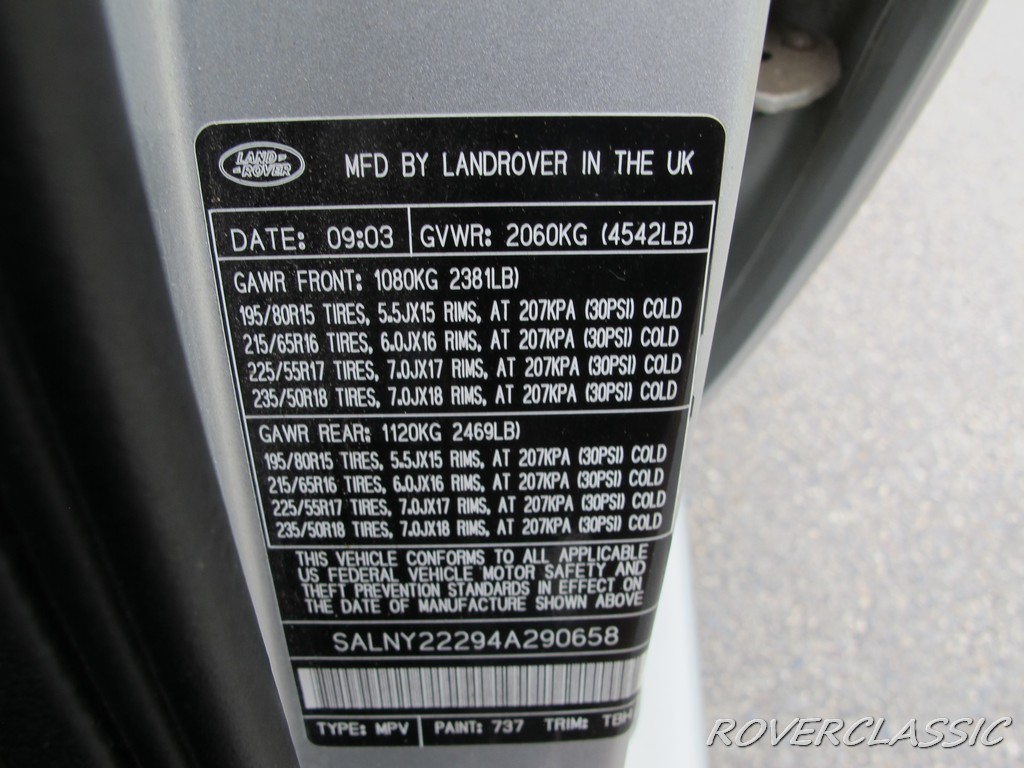 LAND ROVER
MFD BY LANDROVER IN THE UK
DATE: 09:03 GVWR: 2060KG (4542LB)
GAWR FRONT: 1080KG 2381LB)
195/80R15 TIRES, 5.5JX15 RIMS, AT 207KPA (30PSI) COLD
215/65R16 TIRES, 6.0JX16 RIMS, AT 207KPA (30PSI) COLD
225/55R17 TIRES, 7.0JX17 RIMS, AT 207KPA (30PSI) COLD
235/50R18 TIRES, 7.0JX18 RIMS, AT 207KPA (30PSI) COLD
GAWR REAR: 1120KG 2469LB)
195/80R15 TIRES, 5.5JX15 RIMS, AT 207KPA (30PSI) COLD
215/65R16 TIRES, 6.0JX16 RIMS, AT 207KPA (30PSI) COLD
225/55R17 TIRES, 7.0JX17 RIMS, AT 207KPA (30PSI) COLD
235/50R18 TIRES, 7.0JX18 RIMS, AT 207KPA (30PSI) COLD
THIS VEHICLE CONFORMS TO ALL APPLICABLE
US FEDERAL VEHICLE MOTOR SAFETY AND
THEFT PREVENTION STANDARDS IN EFFECT ON
THE DATE OF MANUFACTURE SHOWN ABOVE
SALNY22294A290658
TYPE: MPV PAINT: 737 TRIM: TBH
ROVERCLASSIC